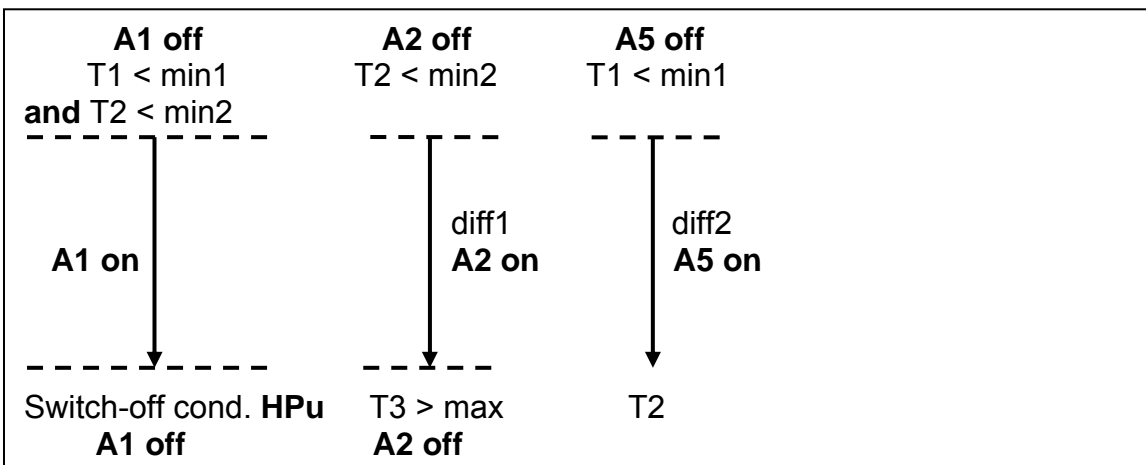 A1 off
T1 < min1
and T2 < min2
A1 on
Switch-off cond. HPu
A1 off
A2 off
T2 < min2
diff1
A2 on
T3 > max
A2 off
A5 off
T1 < min1
diff2
A5 on
T2